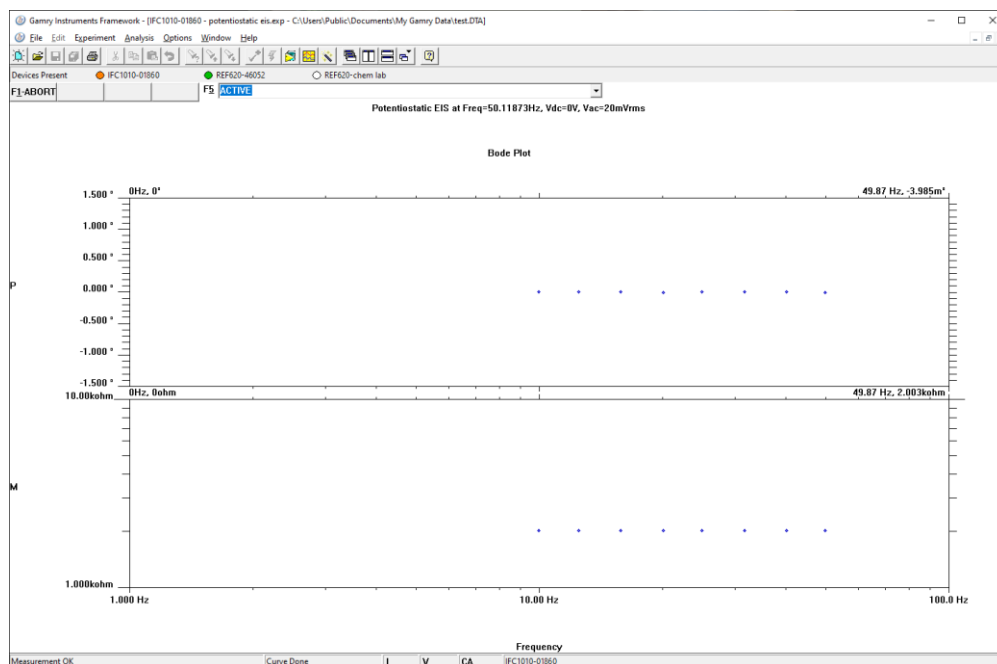 Gamry Instruments Framework - [IFC1010-01860 - potentiostatic eis.exp - C:\Users\Public\Documents\My Gamry Data\test.DTA]
File Edit Experiment Analysis Options Window Help
Devices Present IFC1010-01860 REF620-46052 REF620-chem lab
F1-ABORT F5 ACTIVE
Potentiostatic EIS at Freq=50.11873Hz, Vdc=0V, Vac=20mVrms
Bode Plot
0Hz, 0° 49.87 Hz, -3.985m°
1.500 °
1.000 °
0.500 °
P
0.000 °
-0.500 °
-1.000 °
-1.500 °
0Hz, 0ohm 49.87 Hz, 2.003kohm
10.00kohm
M
1.000kohm
1.000 Hz 10.00 Hz 100.0 Hz
Frequency
Measurement OK Curve Done I V CA IFC1010-01860